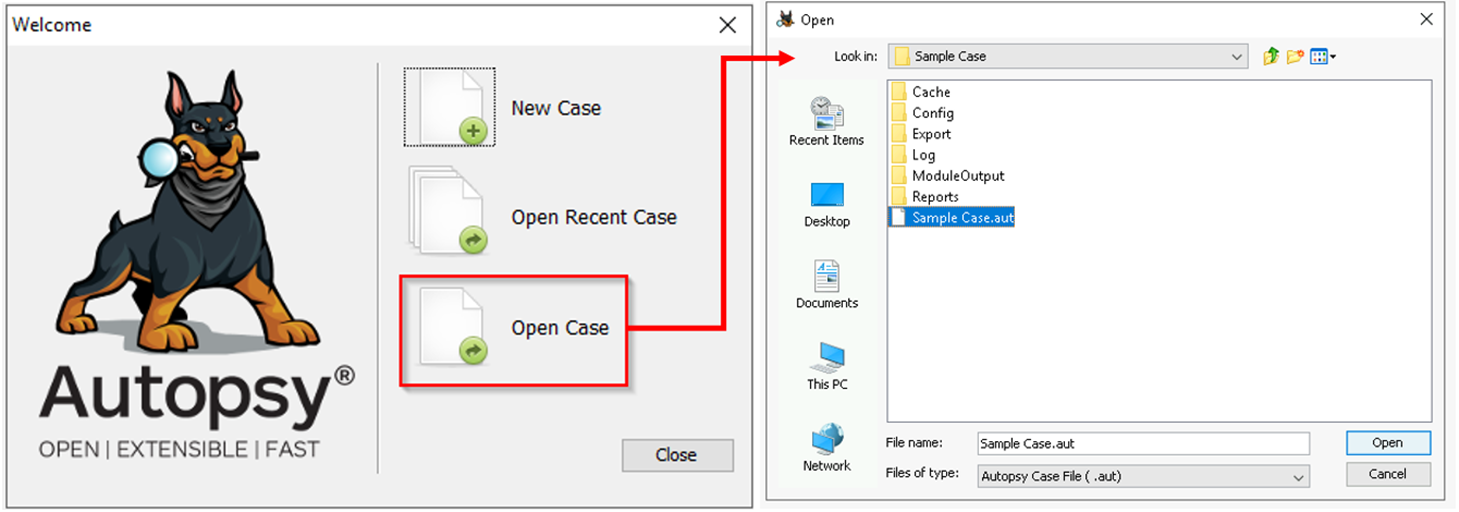 Welcome
New Case
Open Recent Case
Open Case
Autopsy®
OPEN | EXTENSIBLE | FAST
Close
Open
Look in:
Sample Case
Recent Items
Desktop
Documents
This PC
Network
Cache
Config
Export
Log
ModuleOutput
Reports
Sample Case.aut
File name:
Sample Case.aut
Open
Files of type:
Autopsy Case File ( .aut)
Cancel